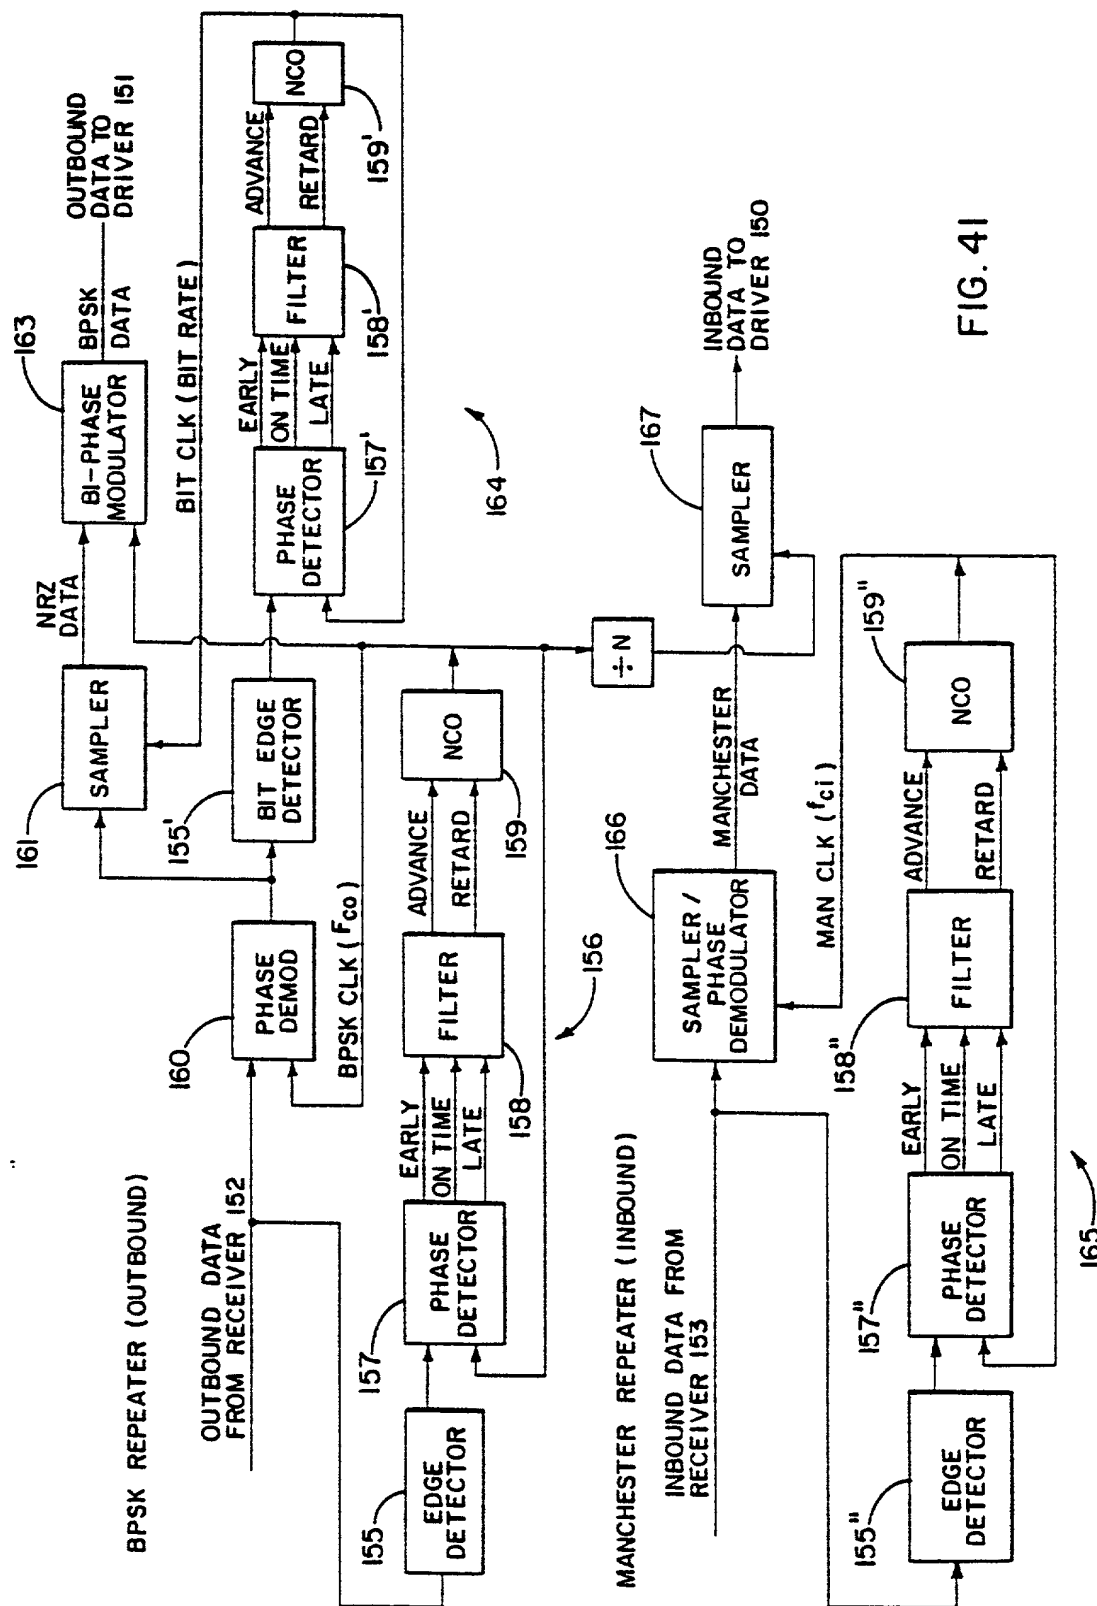 BPSK REPEATER (OUTBOUND)
OUTBOUND DATA
FROM RECEIVER 152
160
PHASE
DEMOD
161
SAMPLER
NRZ
DATA
163
BI-PHASE
MODULATOR
BPSK
DATA
OUTBOUND
DATA TO
DRIVER 151
BIT CLK (BIT RATE)
155'
BIT EDGE
DETECTOR
PHASE
DETECTOR
157'
EARLY
ON TIME
LATE
FILTER
158'
ADVANCE
RETARD
NCO
159'
164
BPSK CLK (FCO)
155
EDGE
DETECTOR
157
PHASE
DETECTOR
EARLY
ON TIME
LATE
FILTER
158
ADVANCE
RETARD
NCO
159
156
÷N
MANCHESTER REPEATER (INBOUND)
INBOUND DATA FROM
RECEIVER 153
166
SAMPLER /
PHASE
DEMODULATOR
MANCHESTER
DATA
167
SAMPLER
INBOUND
DATA TO
DRIVER 150
MAN CLK (fci)
155"
EDGE
DETECTOR
157"
PHASE
DETECTOR
EARLY
ON TIME
LATE
158"
FILTER
ADVANCE
RETARD
159"
NCO
165
FIG. 41